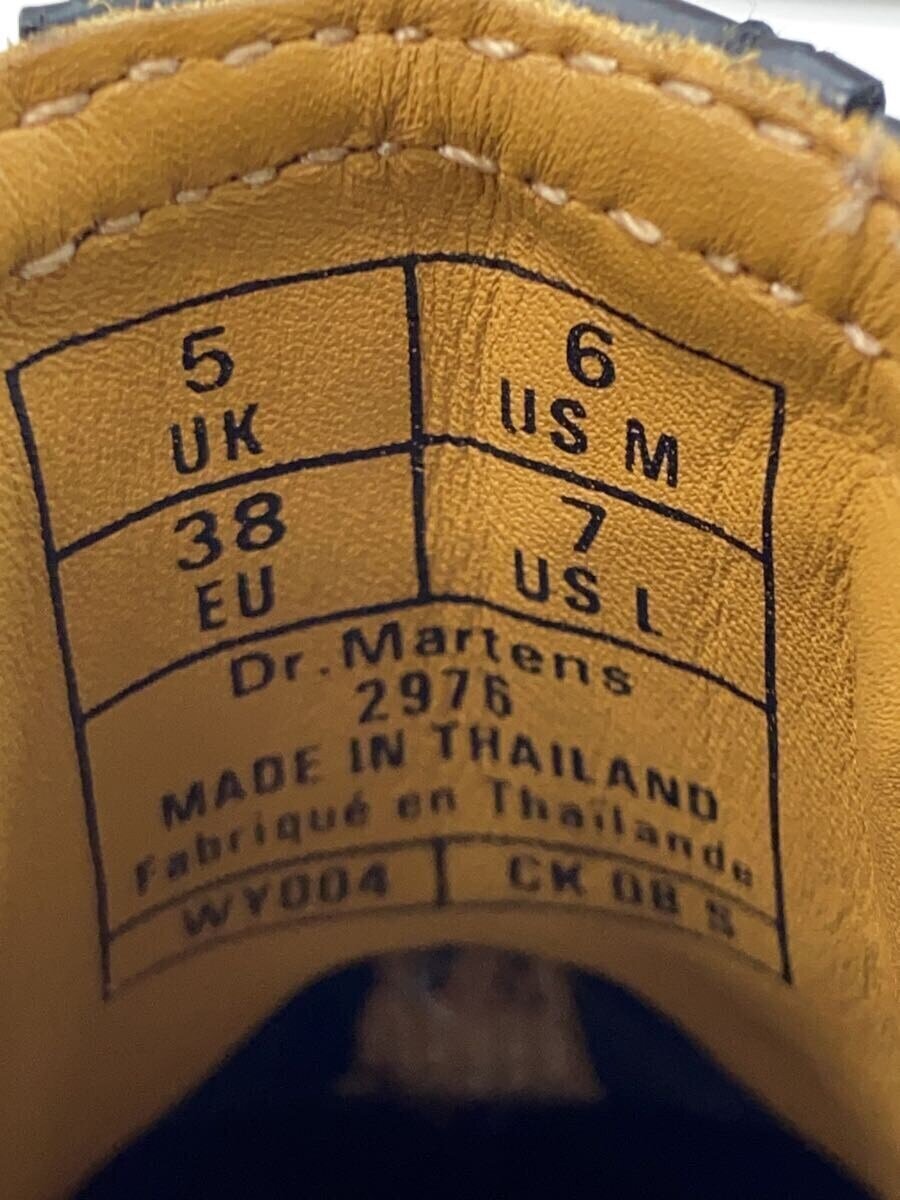 5 6
UK US M
38 7
EU US L
Dr. Martens
2976
MADE IN THAILAND
Fabriqué en Thaïlande
WY004 CK 08 S